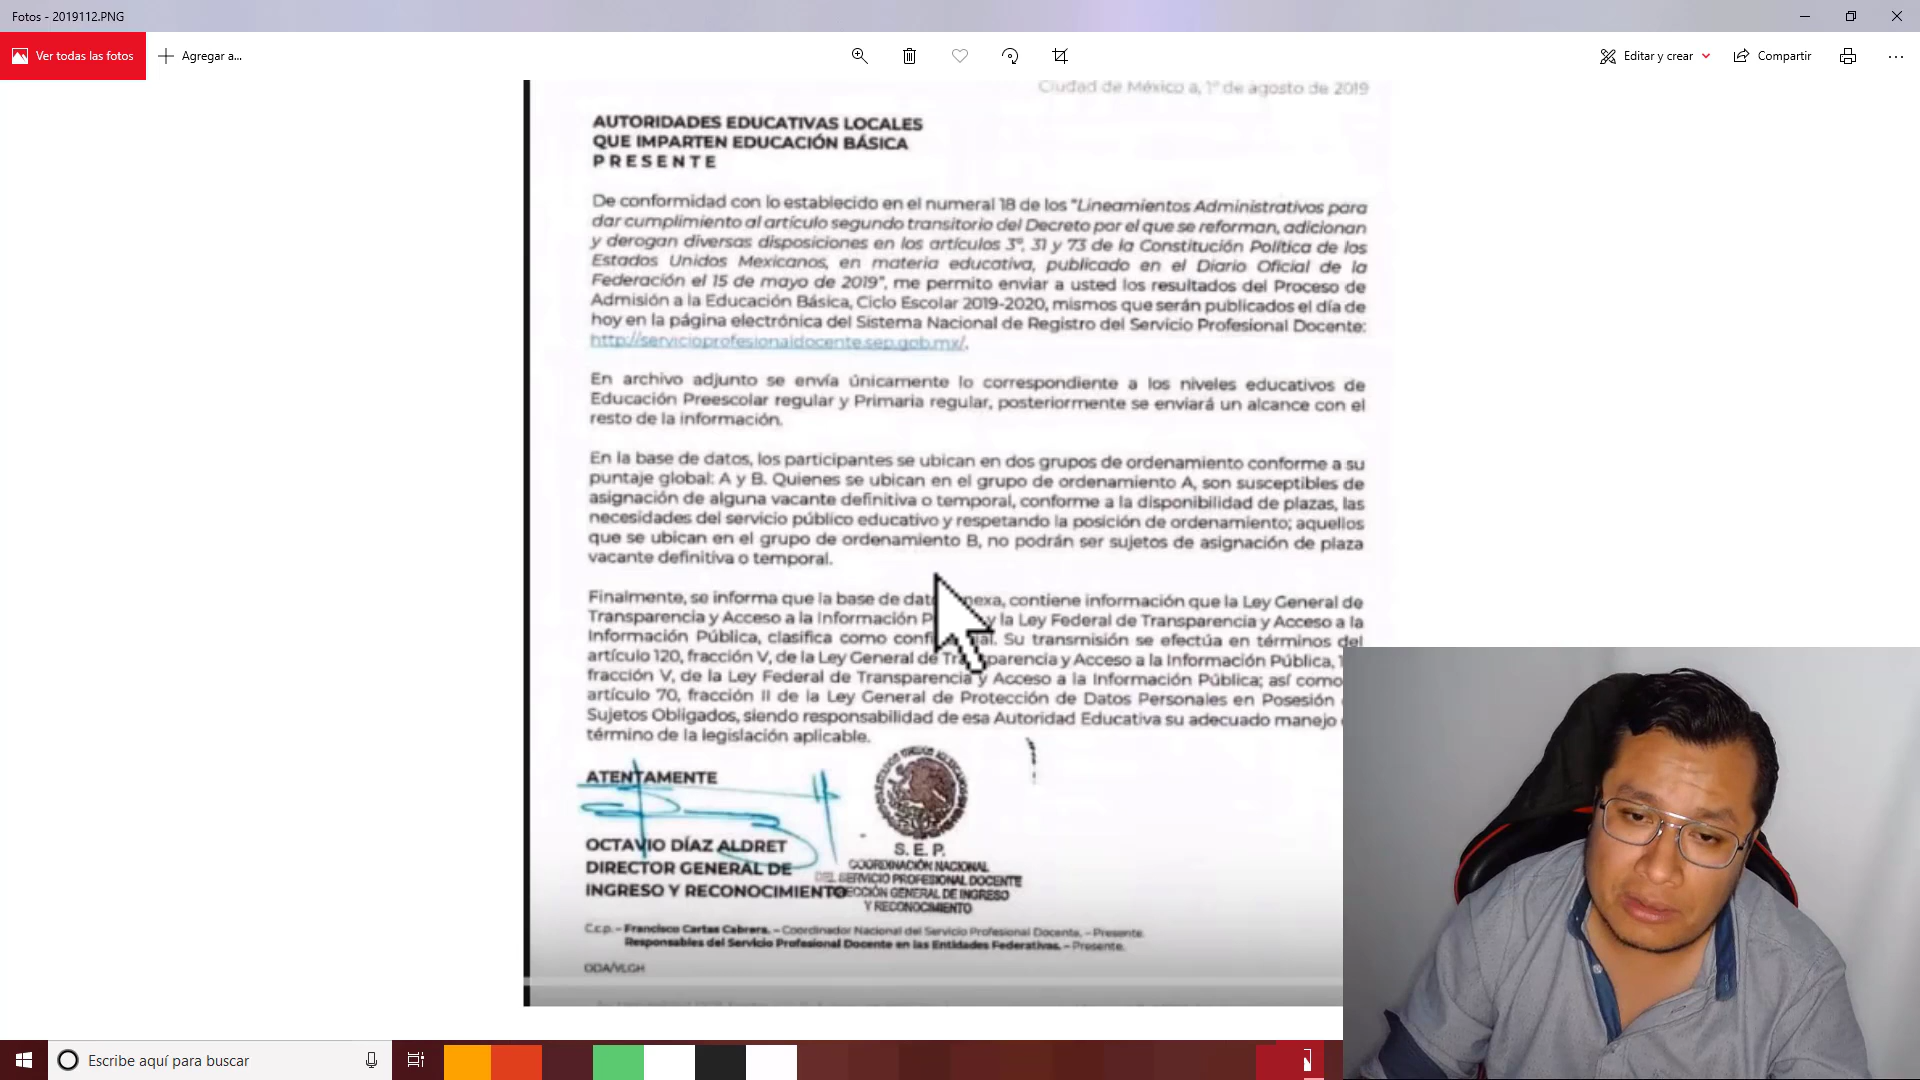 Fotos - 2019112.PNG
Ver todas las fotos
Agregar a...
Editar y crear
Compartir
Ciudad de México a, 1° de agosto de 2019
AUTORIDADES EDUCATIVAS LOCALES
QUE IMPARTEN EDUCACIÓN BÁSICA
P R E S E N T E
De conformidad con lo establecido en el numeral 18 de los "Lineamientos Administrativos para
dar cumplimiento al artículo segundo transitorio del Decreto por el que se reforman, adicionan
y derogan diversas disposiciones en los artículos 3°, 31 y 73 de la Constitución Política de los
Estados Unidos Mexicanos, en materia educativa, publicado en el Diario Oficial de la
Federación el 15 de mayo de 2019", me permito enviar a usted los resultados del Proceso de
Admisión a la Educación Básica, Ciclo Escolar 2019-2020, mismos que serán publicados el día de
hoy en la página electrónica del Sistema Nacional de Registro del Servicio Profesional Docente:
http://servicioprofesionaldocente.sep.gob.mx/.
En archivo adjunto se envía únicamente lo correspondiente a los niveles educativos de
Educación Preescolar regular y Primaria regular, posteriormente se enviará un alcance con el
resto de la información.
En la base de datos, los participantes se ubican en dos grupos de ordenamiento conforme a su
puntaje global: A y B. Quienes se ubican en el grupo de ordenamiento A, son susceptibles de
asignación de alguna vacante definitiva o temporal, conforme a la disponibilidad de plazas, las
necesidades del servicio público educativo y respetando la posición de ordenamiento; aquellos
que se ubican en el grupo de ordenamiento B, no podrán ser sujetos de asignación de plaza
vacante definitiva o temporal.
Finalmente, se informa que la base de dato nexa, contiene información que la Ley General de
Transparencia y Acceso a la Información P y la Ley Federal de Transparencia y Acceso a la
Información Pública, clasifica como conf al. Su transmisión se efectúa en términos del
artículo 120, fracción V, de la Ley General de Tra parencia y Acceso a la Información Pública, 1
fracción V, de la Ley Federal de Transparencia y Acceso a la Información Pública; así como
artículo 70, fracción II de la Ley General de Protección de Datos Personales en Posesión
Sujetos Obligados, siendo responsabilidad de esa Autoridad Educativa su adecuado manejo
término de la legislación aplicable.
ATENTAMENTE
OCTAVIO DÍAZ ALDRET
DIRECTOR GENERAL DE
INGRESO Y RECONOCIMIENTO
S. E. P.
COORDINACIÓN NACIONAL
DEL SERVICIO PROFESIONAL DOCENTE
DIRECCIÓN GENERAL DE INGRESO
Y RECONOCIMIENTO
C.c.p. – Francisco Cartas Cabrera. – Coordinador Nacional del Servicio Profesional Docente. – Presente.
Responsables del Servicio Profesional Docente en las Entidades Federativas. – Presente.
ODA/VLGH
Escribe aquí para buscar